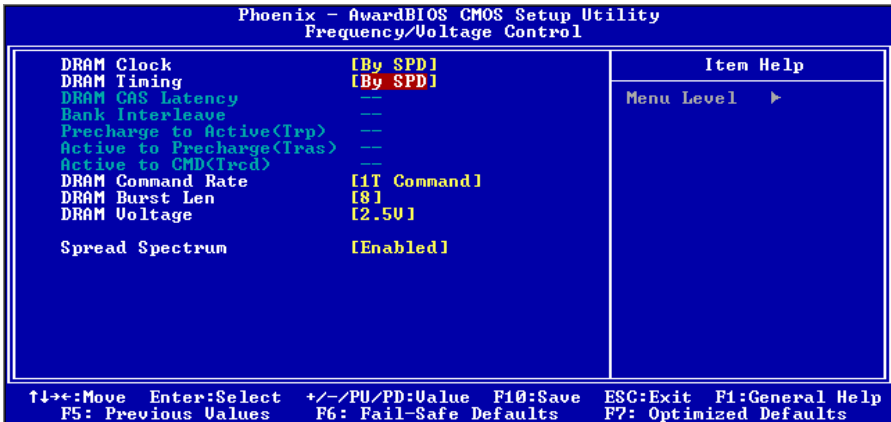 Phoenix - AwardBIOS CMOS Setup Utility
Frequency/Voltage Control
DRAM Clock [By SPD]
DRAM Timing [By SPD]
DRAM CAS Latency --
Bank Interleave --
Precharge to Active(Trp) --
Active to Precharge(Tras) --
Active to CMD(Trcd) --
DRAM Command Rate [1T Command]
DRAM Burst Len [8]
DRAM Voltage [2.5V]
Spread Spectrum [Enabled]
Item Help
Menu Level ►
↑↓→←:Move Enter:Select +/-/PU/PD:Value F10:Save ESC:Exit F1:General Help
F5: Previous Values F6: Fail-Safe Defaults F7: Optimized Defaults